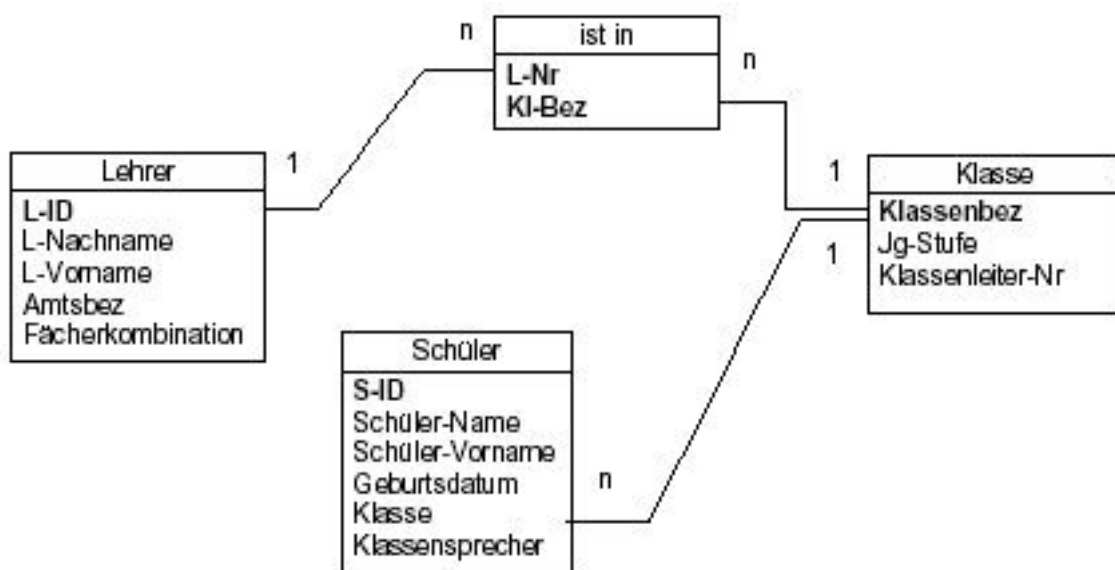 n
ist in
n
L-Nr
Kl-Bez
Lehrer
1
1
Klasse
L-ID
L-Nachname
L-Vorname
Amtsbez
Fächerkombination
Klassenbez
1
Jg-Stufe
Klassenleiter-Nr
Schüler
S-ID
Schüler-Name
Schüler-Vorname
Geburtsdatum
n
Klasse
Klassensprecher